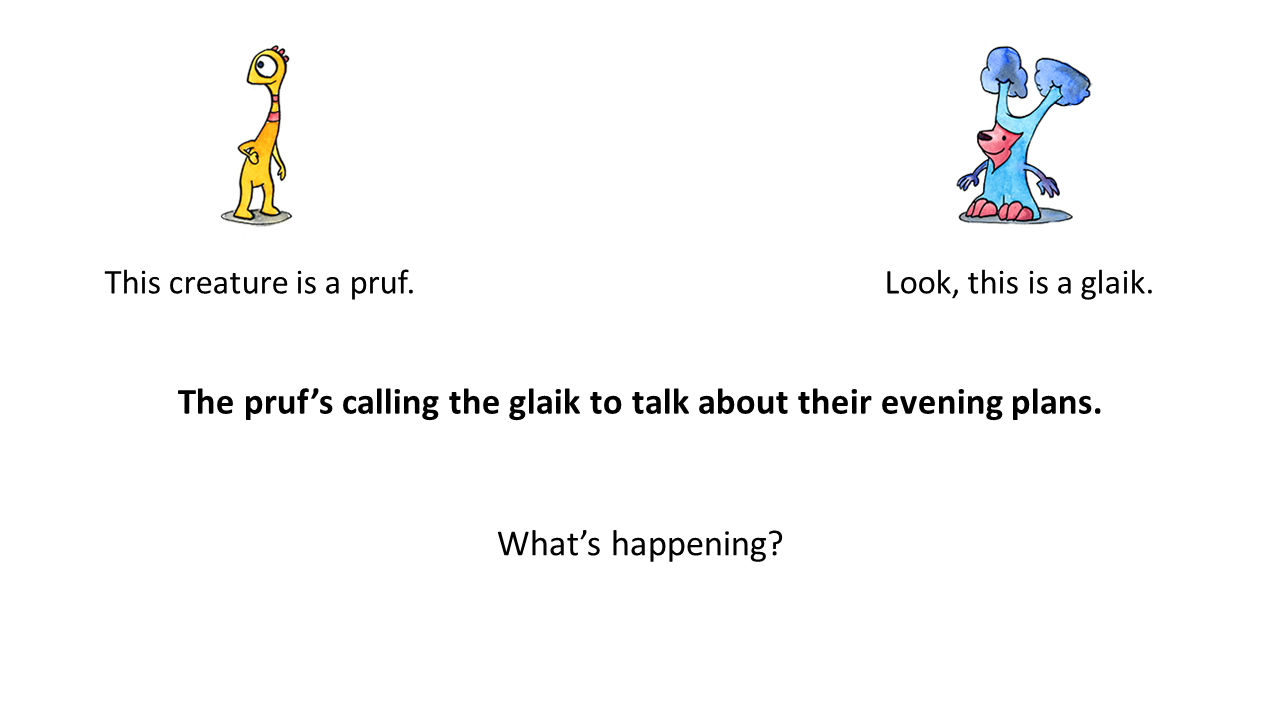 This creature is a pruf.
Look, this is a glaik.
The pruf’s calling the glaik to talk about their evening plans.
What’s happening?